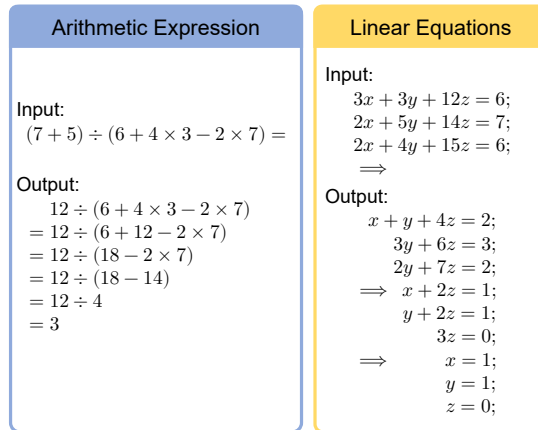 Arithmetic Expression
Input:
(7 + 5) ÷ (6 + 4 × 3 − 2 × 7) =
Output:
12 ÷ (6 + 4 × 3 − 2 × 7)
= 12 ÷ (6 + 12 − 2 × 7)
= 12 ÷ (18 − 2 × 7)
= 12 ÷ (18 − 14)
= 12 ÷ 4
= 3
Linear Equations
Input:
3x + 3y + 12z = 6;
2x + 5y + 14z = 7;
2x + 4y + 15z = 6;
⟹
Output:
x + y + 4z = 2;
3y + 6z = 3;
2y + 7z = 2;
⟹ x + 2z = 1;
y + 2z = 1;
3z = 0;
⟹ x = 1;
y = 1;
z = 0;